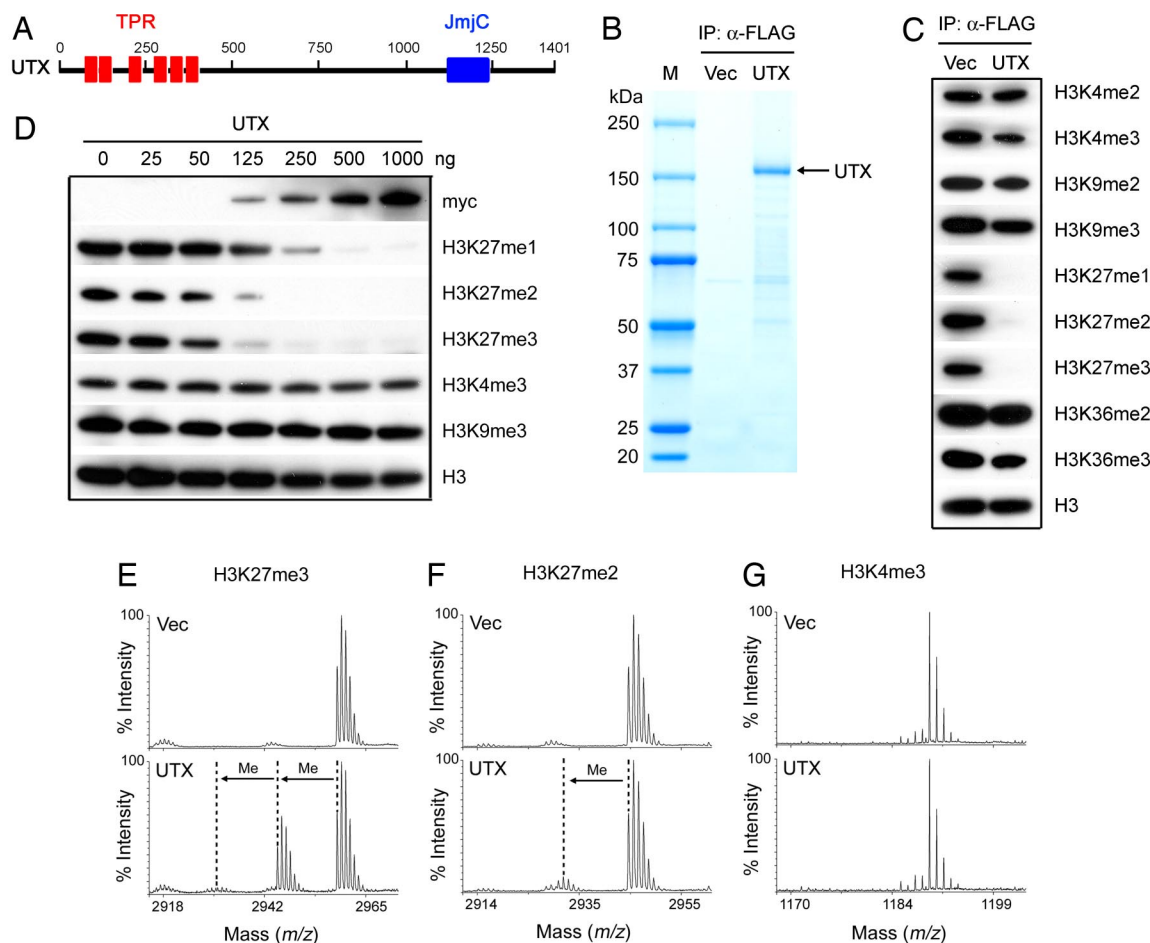 A
TPR
JmjC
0 250 500 750 1000 1250 1401
UTX
B
IP: α-FLAG
M Vec UTX
kDa
250
150
100
75
50
37
25
20
UTX
C
IP: α-FLAG
Vec UTX
H3K4me2
H3K4me3
H3K9me2
H3K9me3
H3K27me1
H3K27me2
H3K27me3
H3K36me2
H3K36me3
H3
D
UTX
0 25 50 125 250 500 1000 ng
myc
H3K27me1
H3K27me2
H3K27me3
H3K4me3
H3K9me3
H3
E
H3K27me3
100
Vec
% Intensity
100
UTX
Me Me
% Intensity
2918 2942 2965
Mass (m/z)
F
H3K27me2
100
Vec
% Intensity
100
UTX
Me
% Intensity
2914 2935 2955
Mass (m/z)
G
H3K4me3
100
Vec
% Intensity
100
UTX
% Intensity
1170 1184 1199
Mass (m/z)